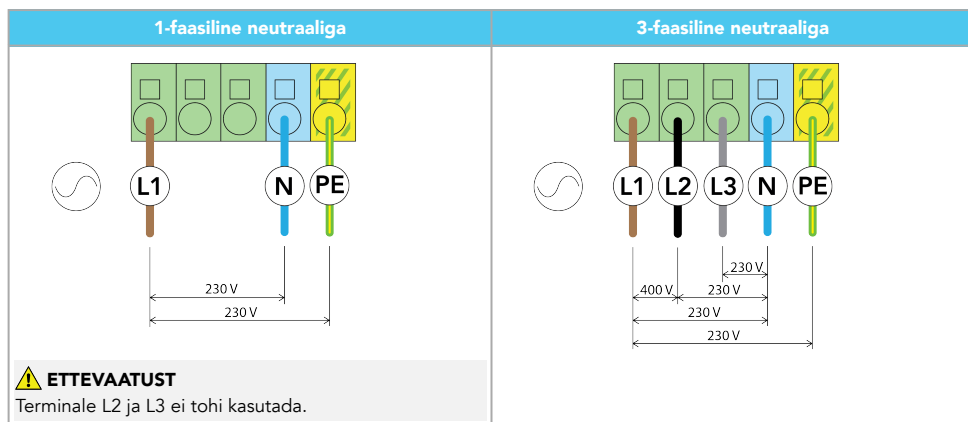 1-faasiline neutraaliga
L1 N PE
230 V
230 V
ETTEVAATUST
Terminale L2 ja L3 ei tohi kasutada.
3-faasiline neutraaliga
L1 L2 L3 N PE
230 V
400 V 230 V
230 V
230 V